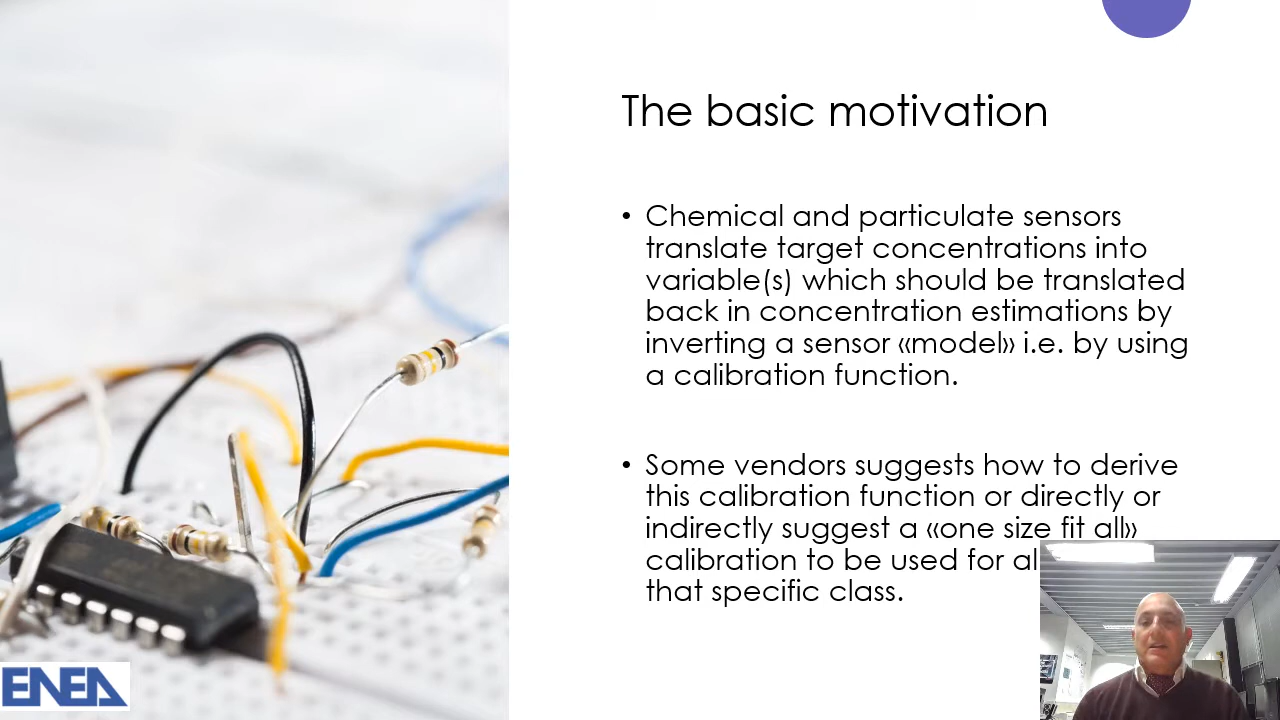 The basic motivation
• Chemical and particulate sensors
translate target concentrations into
variable(s) which should be translated
back in concentration estimations by
inverting a sensor «model» i.e. by using
a calibration function.
• Some vendors suggests how to derive
this calibration function or directly or
indirectly suggest a «one size fit all»
calibration to be used for al
that specific class.
ENEA